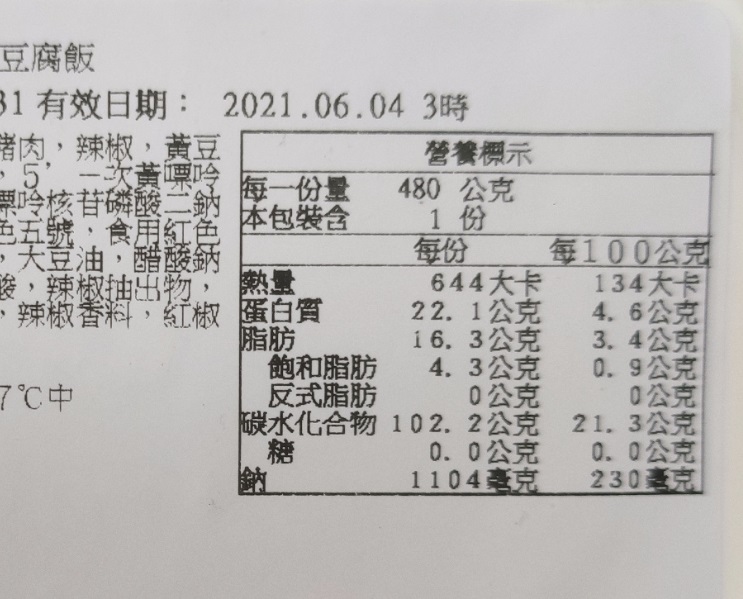 豆腐飯
31 有效日期： 2021.06.04 3時
豬肉，辣椒，黃豆
，5’－次黃嘌呤
嘌呤核苷磷酸二鈉
色五號，食用紅色
，大豆油，醋酸鈉
酸，辣椒抽出物，
，辣椒香料，紅椒
7℃中
營養標示
每一份量 480 公克
本包裝含 1 份
每份 每100公克
熱量 644大卡 134大卡
蛋白質 22.1公克 4.6公克
脂肪 16.3公克 3.4公克
飽和脂肪 4.3公克 0.9公克
反式脂肪 0公克 0公克
碳水化合物 102.2公克 21.3公克
糖 0.0公克 0.0公克
鈉 1104毫克 230毫克